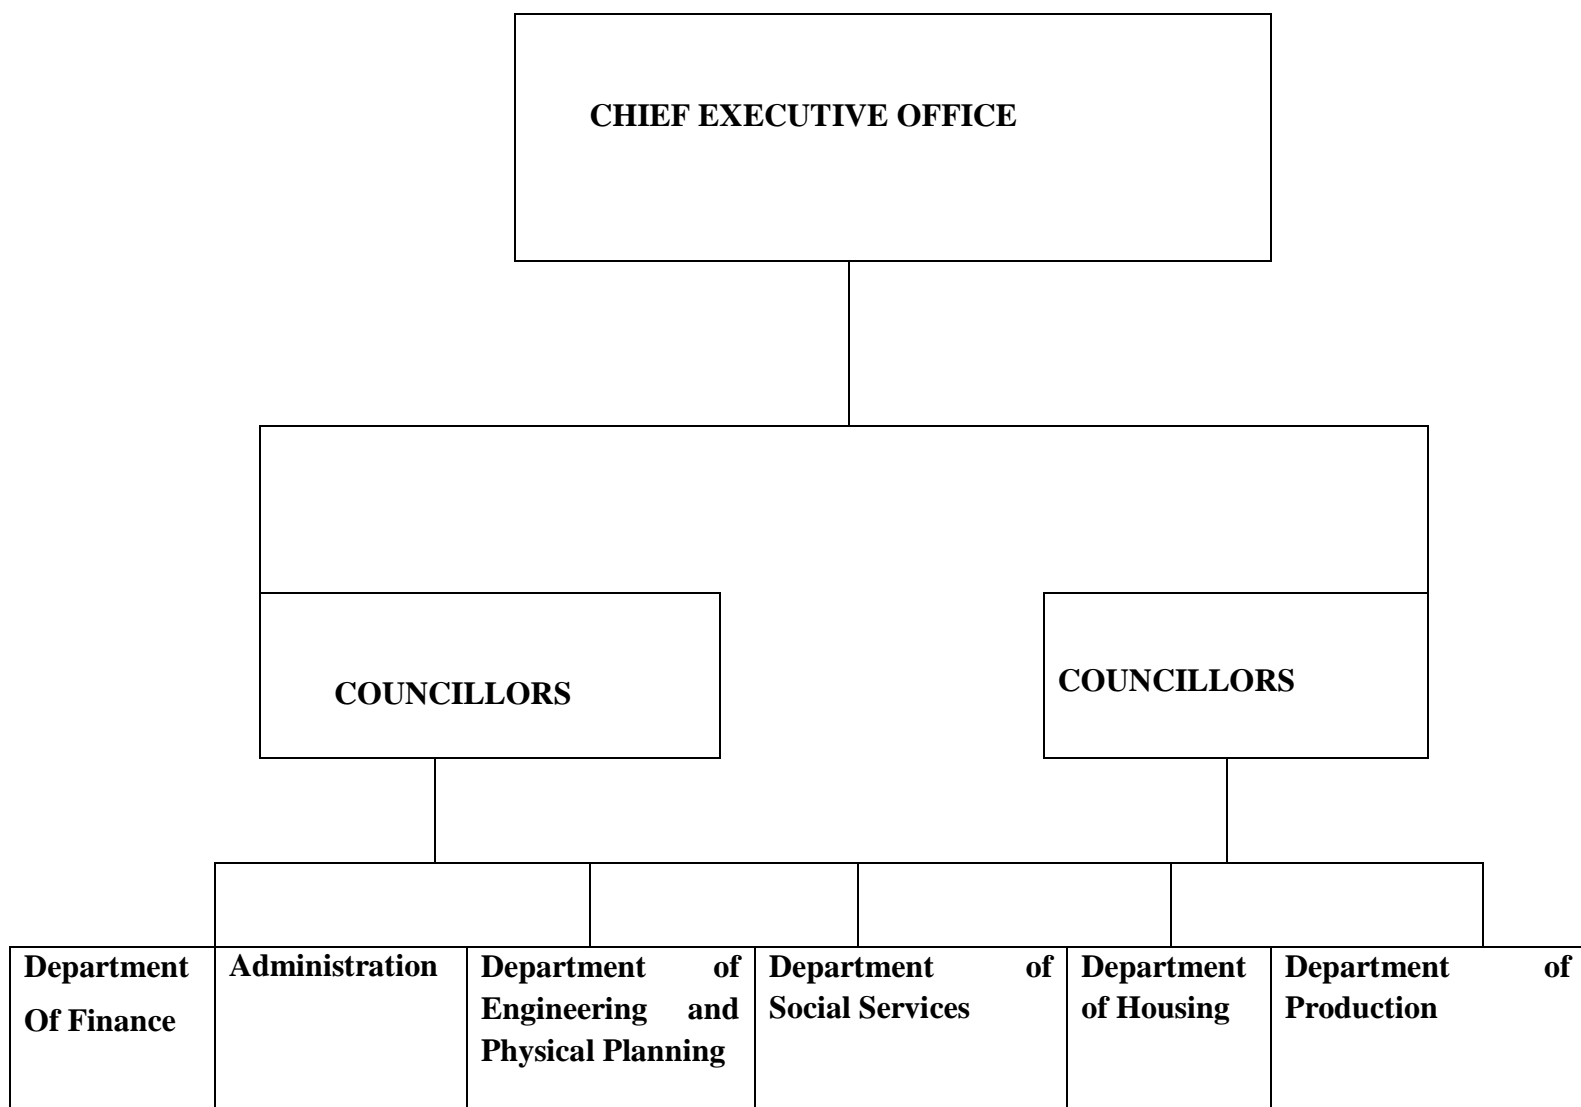 CHIEF EXECUTIVE OFFICE
COUNCILLORS
COUNCILLORS
Department
Of Finance
Administration
Department of
Engineering and
Physical Planning
Department of
Social Services
Department
of Housing
Department of
Production